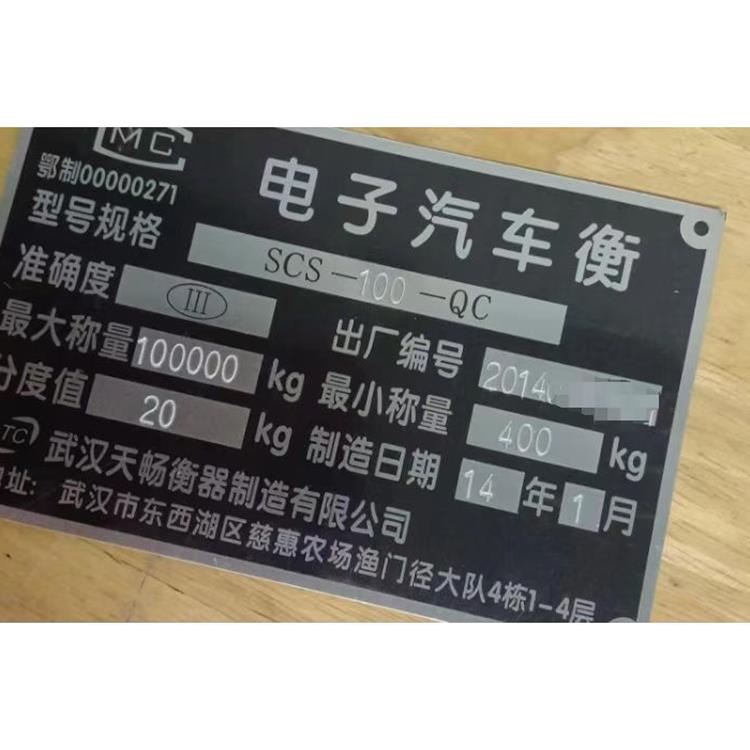 MC
鄂制00000271
电子汽车衡
型号规格 SCS-100-QC
准确度 III 出厂编号 2014
最大称量 100000 kg 最小称量 400 kg
分度值 20 kg 制造日期 14 年 1 月
TC 武汉天畅衡器制造有限公司
地址: 武汉市东西湖区慈惠农场渔门径大队4栋1-4层